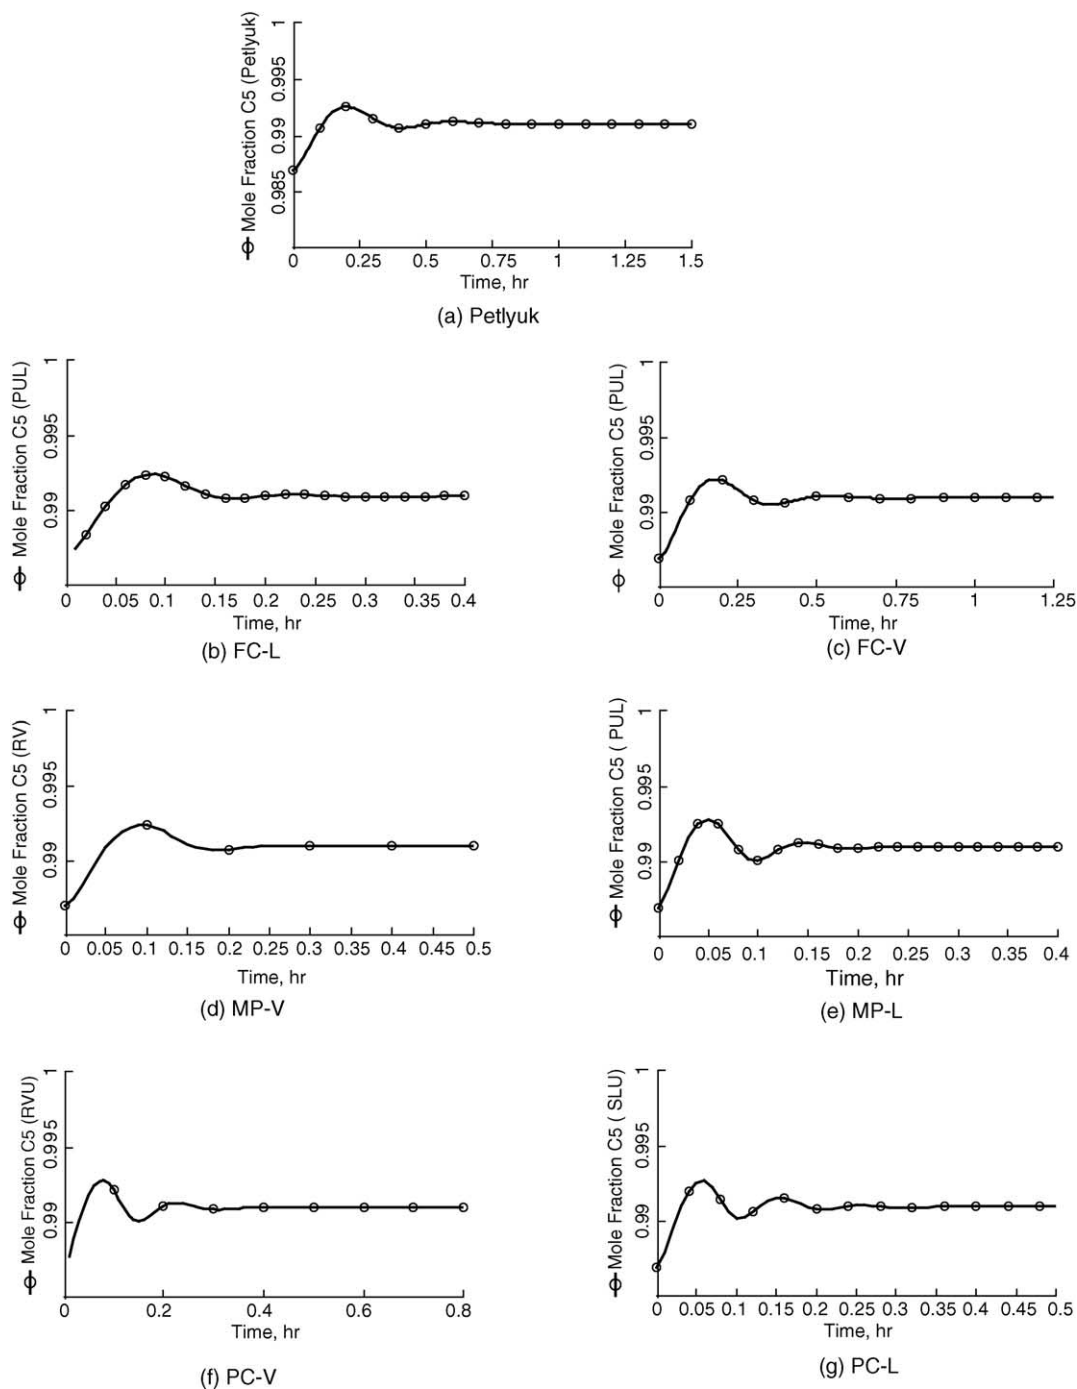 Mole Fraction C5 (Petlyuk)
1
0.995
0.99
0.985
0 0.25 0.5 0.75 1 1.25 1.5
Time, hr
(a) Petlyuk
Mole Fraction C5 (PUL)
1
0.995
0.99
0 0.05 0.1 0.15 0.2 0.25 0.3 0.35 0.4
Time, hr
(b) FC-L
Mole Fraction C5 (PUL)
1
0.995
0.99
0 0.25 0.5 0.75 1 1.25
Time, hr
(c) FC-V
Mole Fraction C5 (RV)
1
0.995
0.99
0 0.05 0.1 0.15 0.2 0.25 0.3 0.35 0.4 0.45 0.5
Time, hr
(d) MP-V
Mole Fraction C5 ( PUL)
1
0.995
0.99
0 0.05 0.1 0.15 0.2 0.25 0.3 0.35 0.4
Time, hr
(e) MP-L
Mole Fraction C5 (RVU)
1
0.995
0.99
0 0.2 0.4 0.6 0.8
Time, hr
(f) PC-V
Mole Fraction C5 ( SLU)
1
0.995
0.99
0 0.05 0.1 0.15 0.2 0.25 0.3 0.35 0.4 0.45 0.5
Time, hr
(g) PC-L